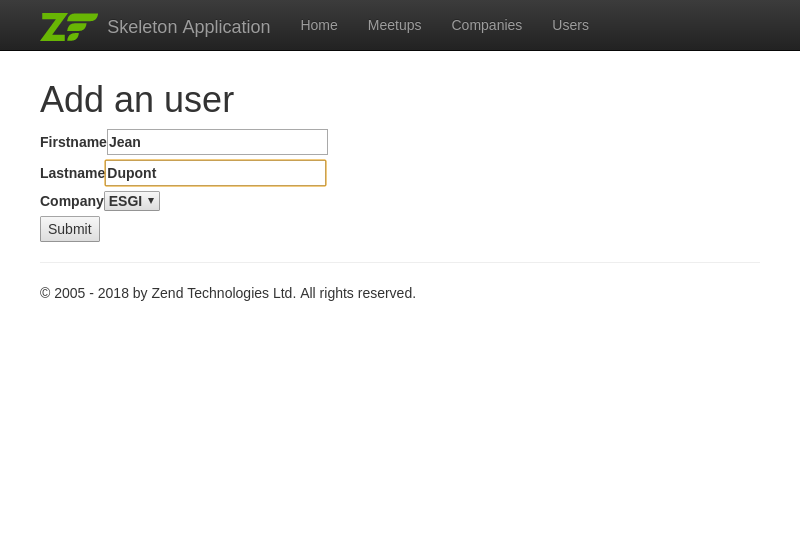 ZF Skeleton Application Home Meetups Companies Users
Add an user
Firstname Jean
Lastname Dupont
Company ESGI
Submit
© 2005 - 2018 by Zend Technologies Ltd. All rights reserved.